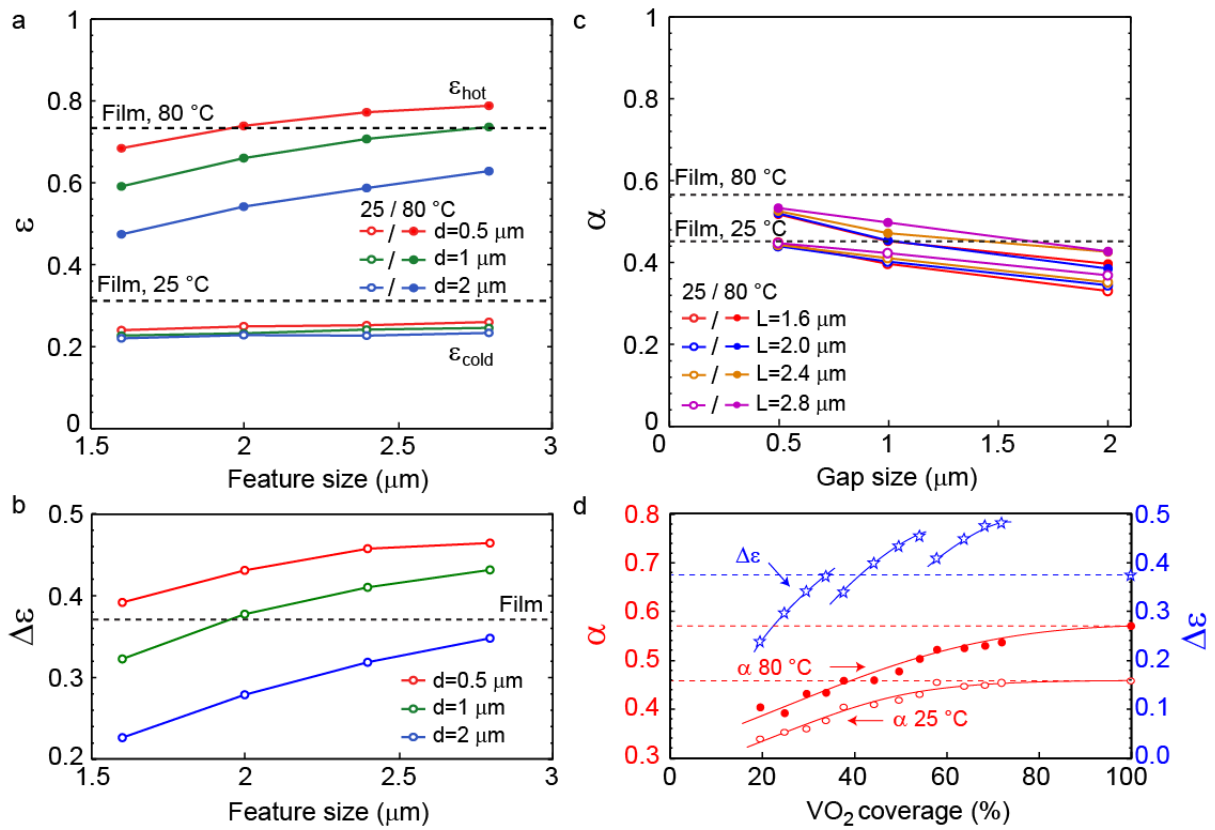 a
1
0.8
0.6
0.4
0.2
0
ε
Film, 80 °C
εhot
25 / 80 °C
/ d=0.5 μm
/ d=1 μm
/ d=2 μm
Film, 25 °C
εcold
1.5 2 2.5 3
Feature size (μm)
c
1
0.8
0.6
0.4
0.2
0
α
Film, 80 °C
Film, 25 °C
25 / 80 °C
/ L=1.6 μm
/ L=2.0 μm
/ L=2.4 μm
/ L=2.8 μm
0 0.5 1 1.5 2
Gap size (μm)
b
0.5
0.4
0.3
0.2
Δε
Film
d=0.5 μm
d=1 μm
d=2 μm
1.5 2 2.5 3
Feature size (μm)
d
0.8
0.7
0.6
0.5
0.4
0.3
α
Δε
α 80 °C
α 25 °C
0.5
0.4
0.3
0.2
0.1
0.0
Δε
0 20 40 60 80 100
VO2 coverage (%)